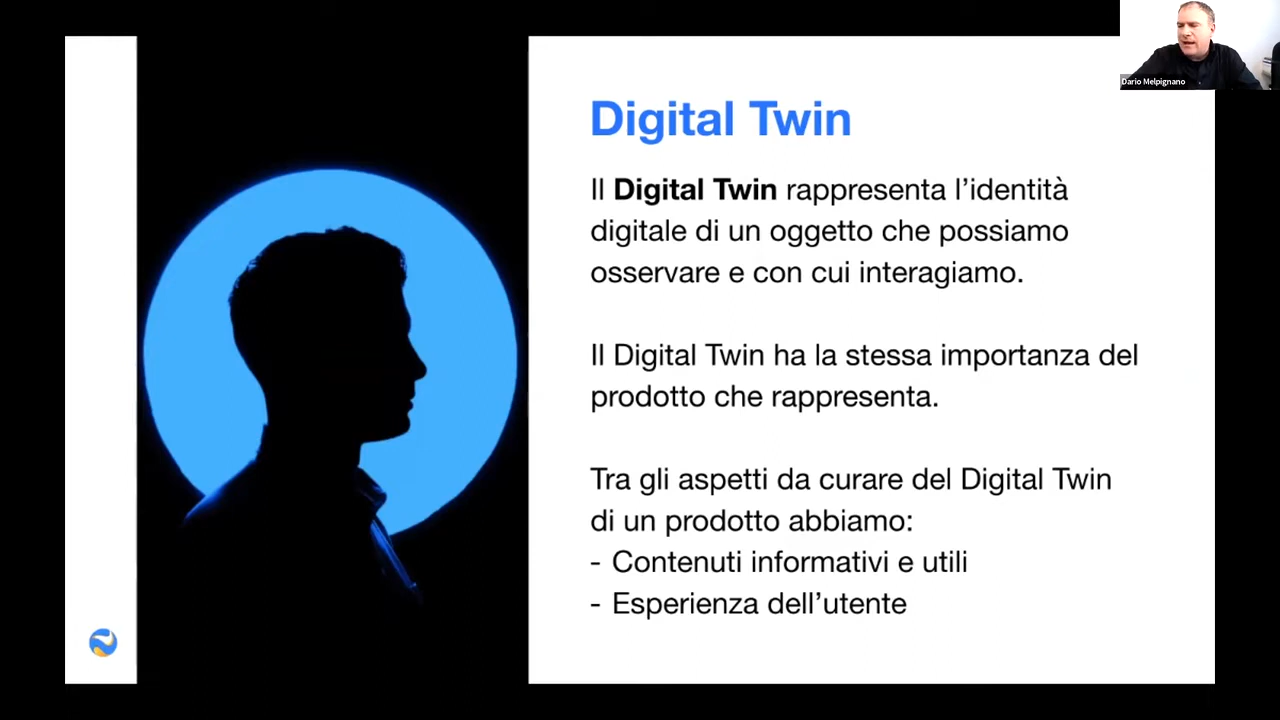 Dario Melpignano
Digital Twin
Il Digital Twin rappresenta l’identità
digitale di un oggetto che possiamo
osservare e con cui interagiamo.
Il Digital Twin ha la stessa importanza del
prodotto che rappresenta.
Tra gli aspetti da curare del Digital Twin
di un prodotto abbiamo:
- Contenuti informativi e utili
- Esperienza dell’utente